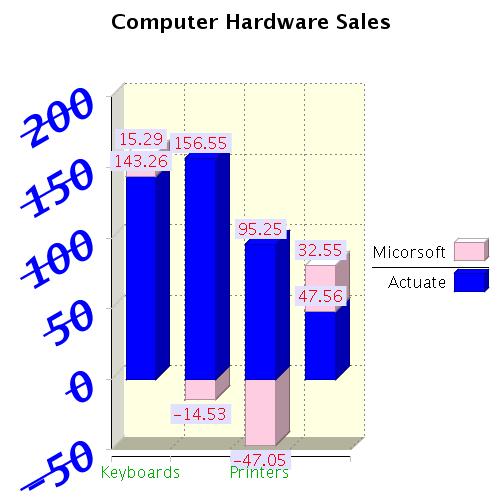 Computer Hardware Sales
200
150
100
50
0
-50
15.29
143.26
156.55
-14.53
95.25
-47.05
32.55
47.56
Keyboards
Printers
Micorsoft
Actuate